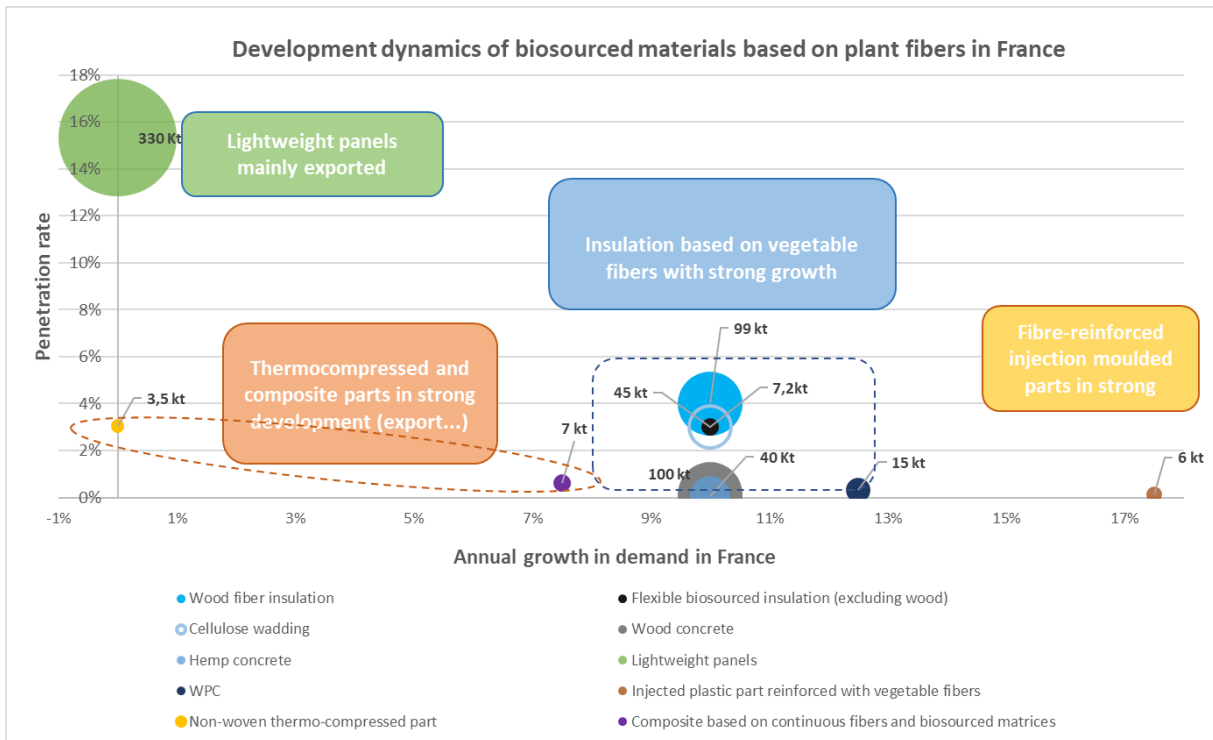 Development dynamics of biosourced materials based on plant fibers in France
18%
16%
14%
12%
10%
8%
6%
4%
2%
0%
Penetration rate
330 Kt
Lightweight panels
mainly exported
Insulation based on vegetable
fibers with strong growth
Thermocompressed and
composite parts in strong
development (export...)
Fibre-reinforced
injection moulded
parts in strong
3,5 kt
7 kt
99 kt
45 kt
7,2kt
100 kt
40 Kt
15 kt
6 kt
-1%
1%
3%
5%
7%
9%
11%
13%
15%
17%
Annual growth in demand in France
Wood fiber insulation
Flexible biosourced insulation (excluding wood)
Cellulose wadding
Wood concrete
Hemp concrete
Lightweight panels
WPC
Injected plastic part reinforced with vegetable fibers
Non-woven thermo-compressed part
Composite based on continuous fibers and biosourced matrices